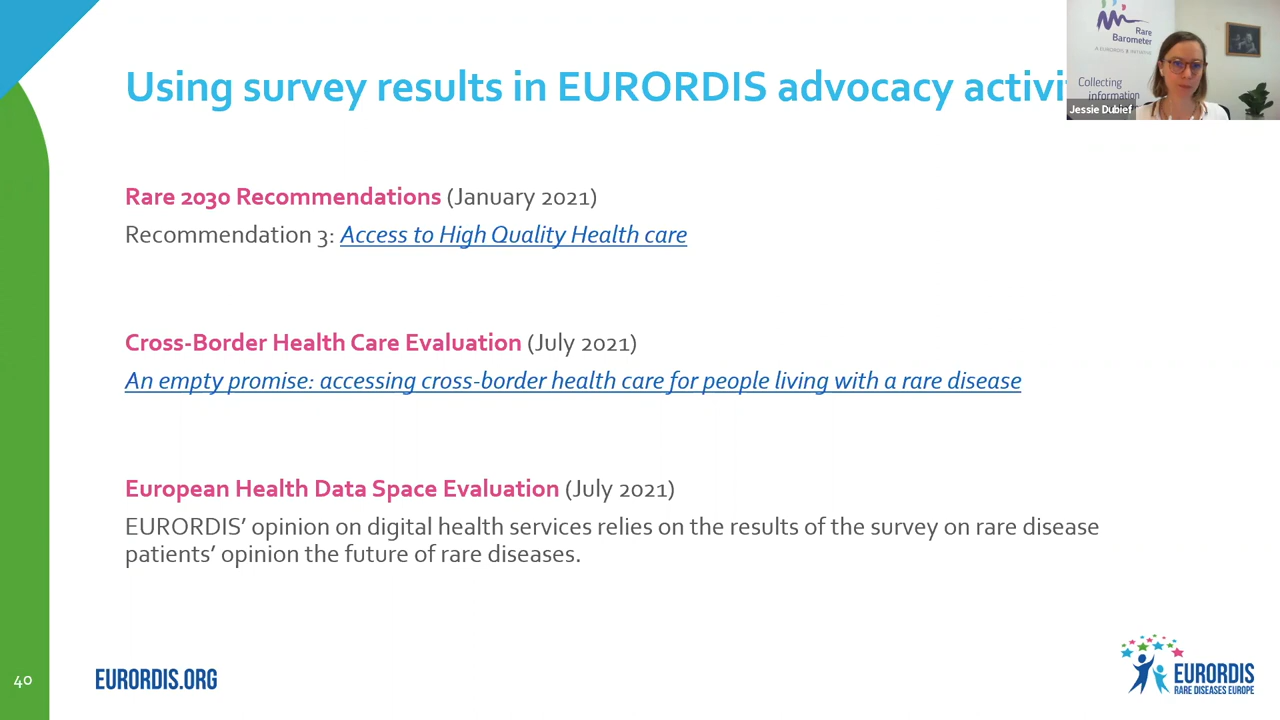 Using survey results in EURORDIS advocacy activi
Rare
Barometer
A EURORDIS INITIATIVE
Collecting
information
Jessie Dubief
Rare 2030 Recommendations (January 2021)
Recommendation 3: Access to High Quality Health care
Cross-Border Health Care Evaluation (July 2021)
An empty promise: accessing cross-border health care for people living with a rare disease
European Health Data Space Evaluation (July 2021)
EURORDIS’ opinion on digital health services relies on the results of the survey on rare disease
patients’ opinion the future of rare diseases.
40
EURORDIS.ORG
EURORDIS
RARE DISEASES EUROPE